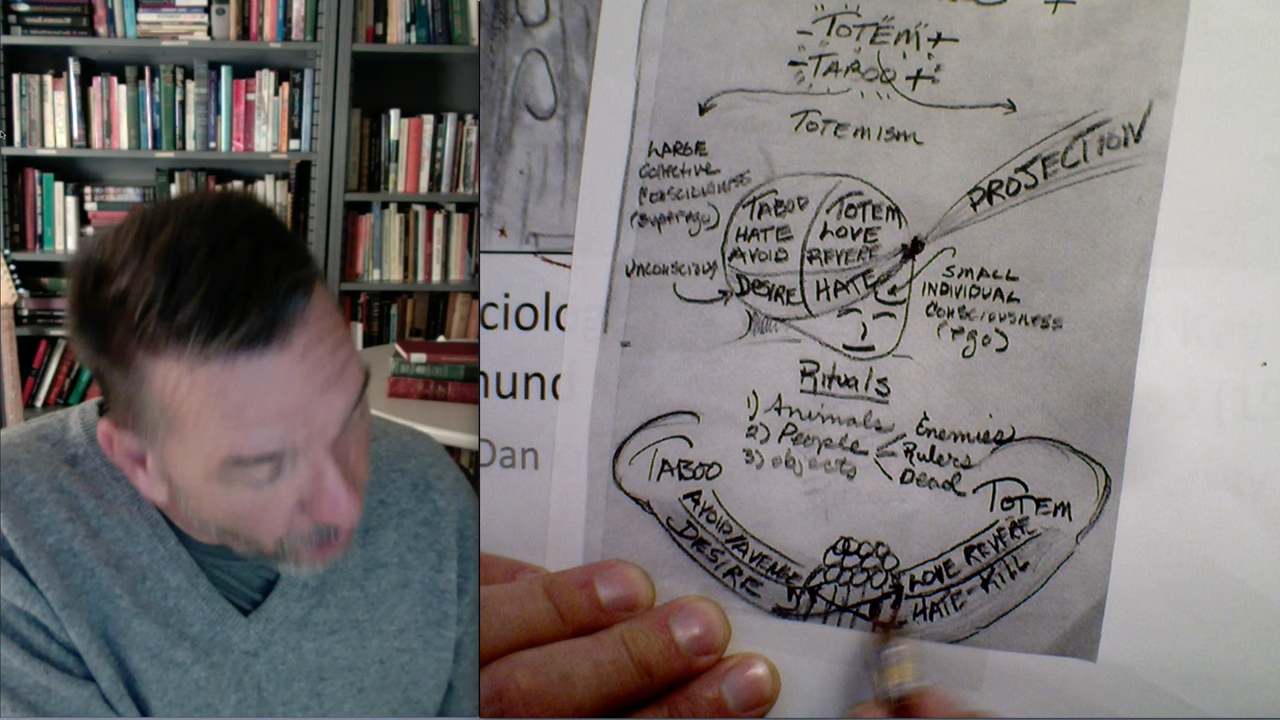 - TOTEM +
- TABOO +
TOTEMISM
PROJECTION
LARGE
Collective
CONSCIOUSNESS
(Superego)
UNCONSCIOUS
TABOO
HATE
AVOID
DESIRE
TOTEM
LOVE
REVERE
HATE
SMALL
INDIVIDUAL
CONSCIOUSNESS
(ego)
Rituals
1) Animals
2) People
3) objects
Enemies
Rulers
Dead
TABOO
AVOID/AVENGE
DESIRE
TOTEM
LOVE REVERE
HATE-KILL
ciolo
mund
Dan